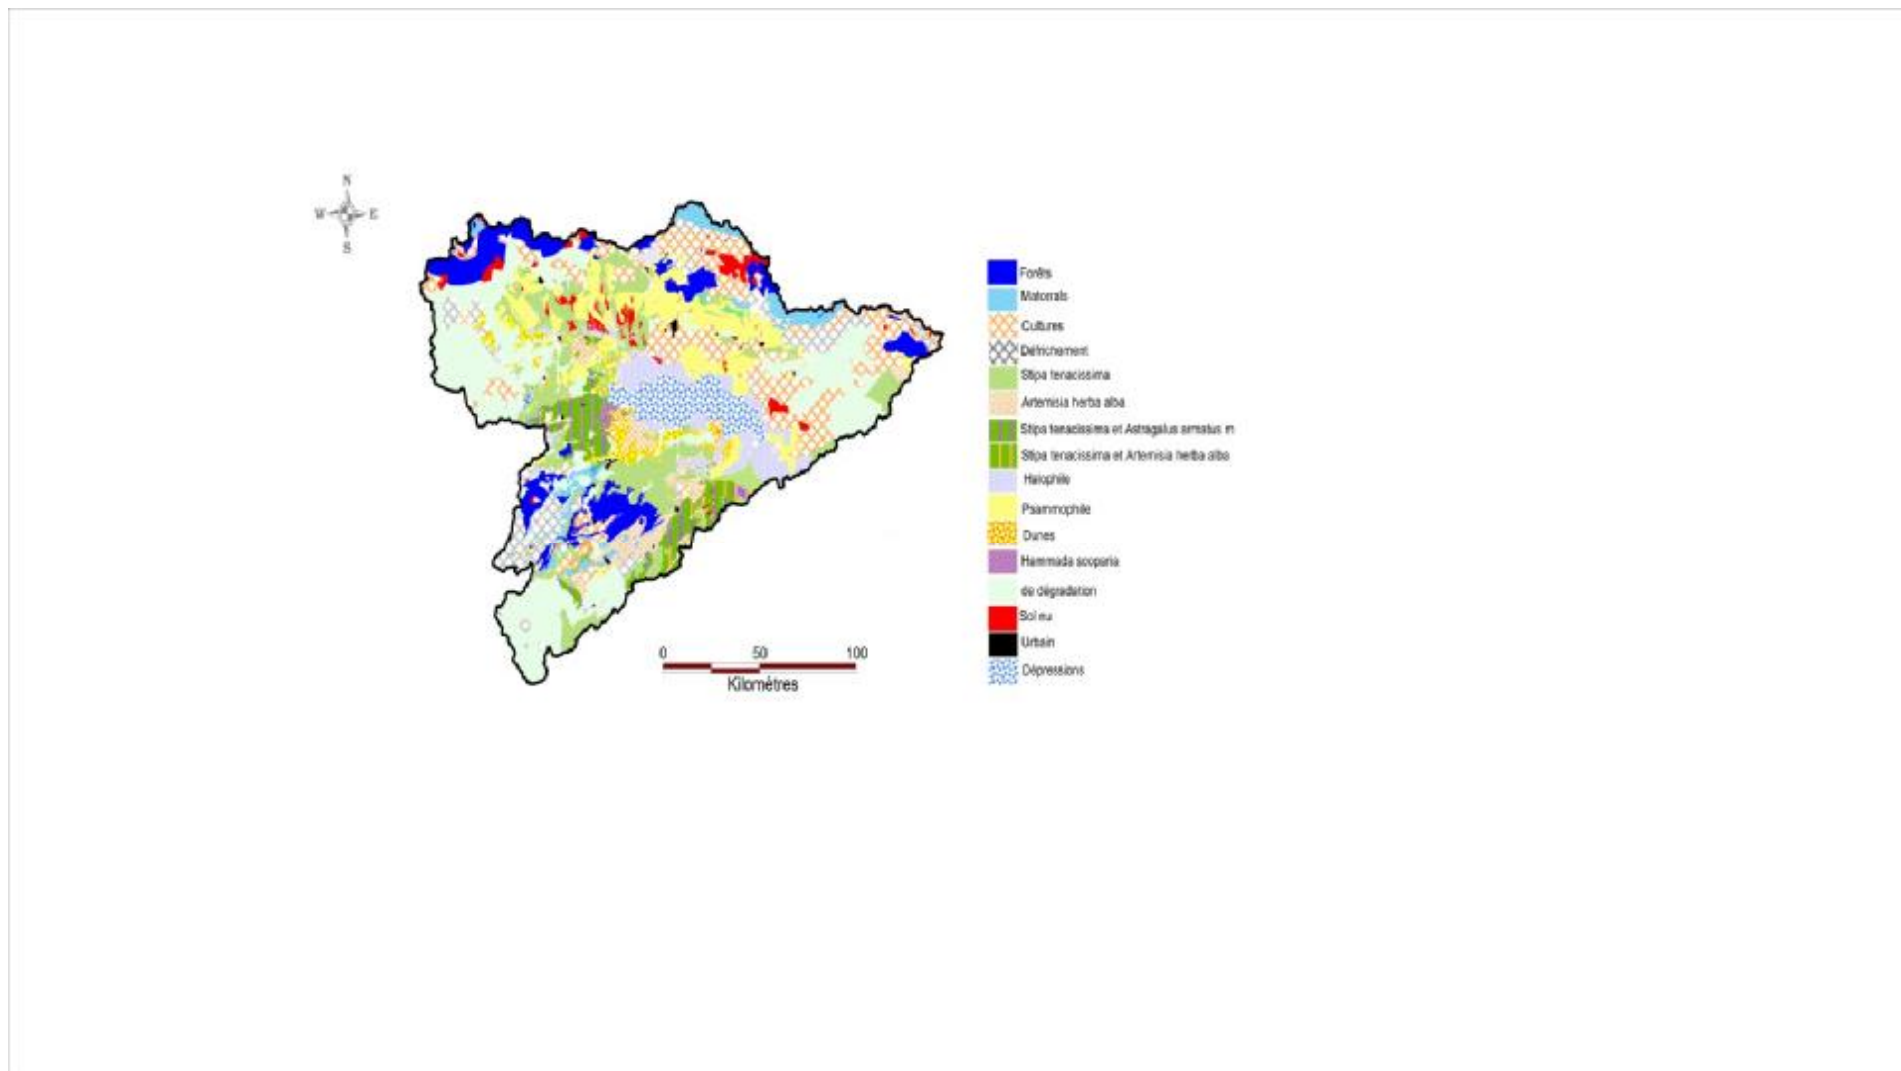 N
W E
S
Forêts
Matorrals
Cultures
Défrichement
Stipa tenacissima
Artemisia herba alba
Stipa tenacissima et Astragalus armatus m
Stipa tenacissima et Artemisia herba alba
Halophile
Psammophile
Dunes
Hammada scoparia
de dégradation
Sol nu
Urbain
Dépressions
0 50 100
Kilométres